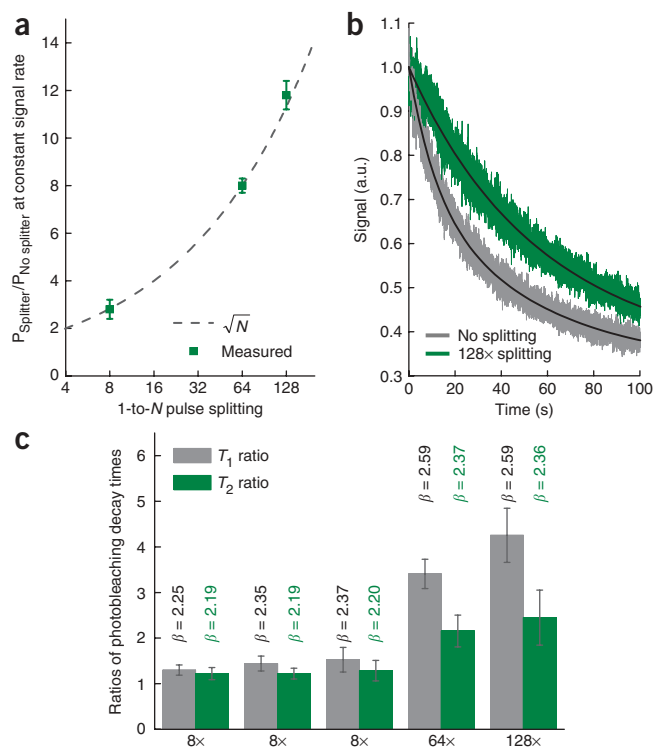 a
P_Splitter/P_No splitter at constant signal rate
14
12
10
8
6
4
2
0
4
8
16
32
64
128
√N
Measured
1-to-N pulse splitting
b
Signal (a.u.)
1.1
1.0
0.9
0.8
0.7
0.6
0.5
0.4
0.3
0
20
40
60
80
100
No splitting
128× splitting
Time (s)
c
Ratios of photobleaching decay times
6
5
4
3
2
1
0
T₁ ratio
T₂ ratio
β = 2.25
β = 2.19
β = 2.35
β = 2.19
β = 2.37
β = 2.20
β = 2.59
β = 2.37
β = 2.59
β = 2.36
8×
8×
8×
64×
128×